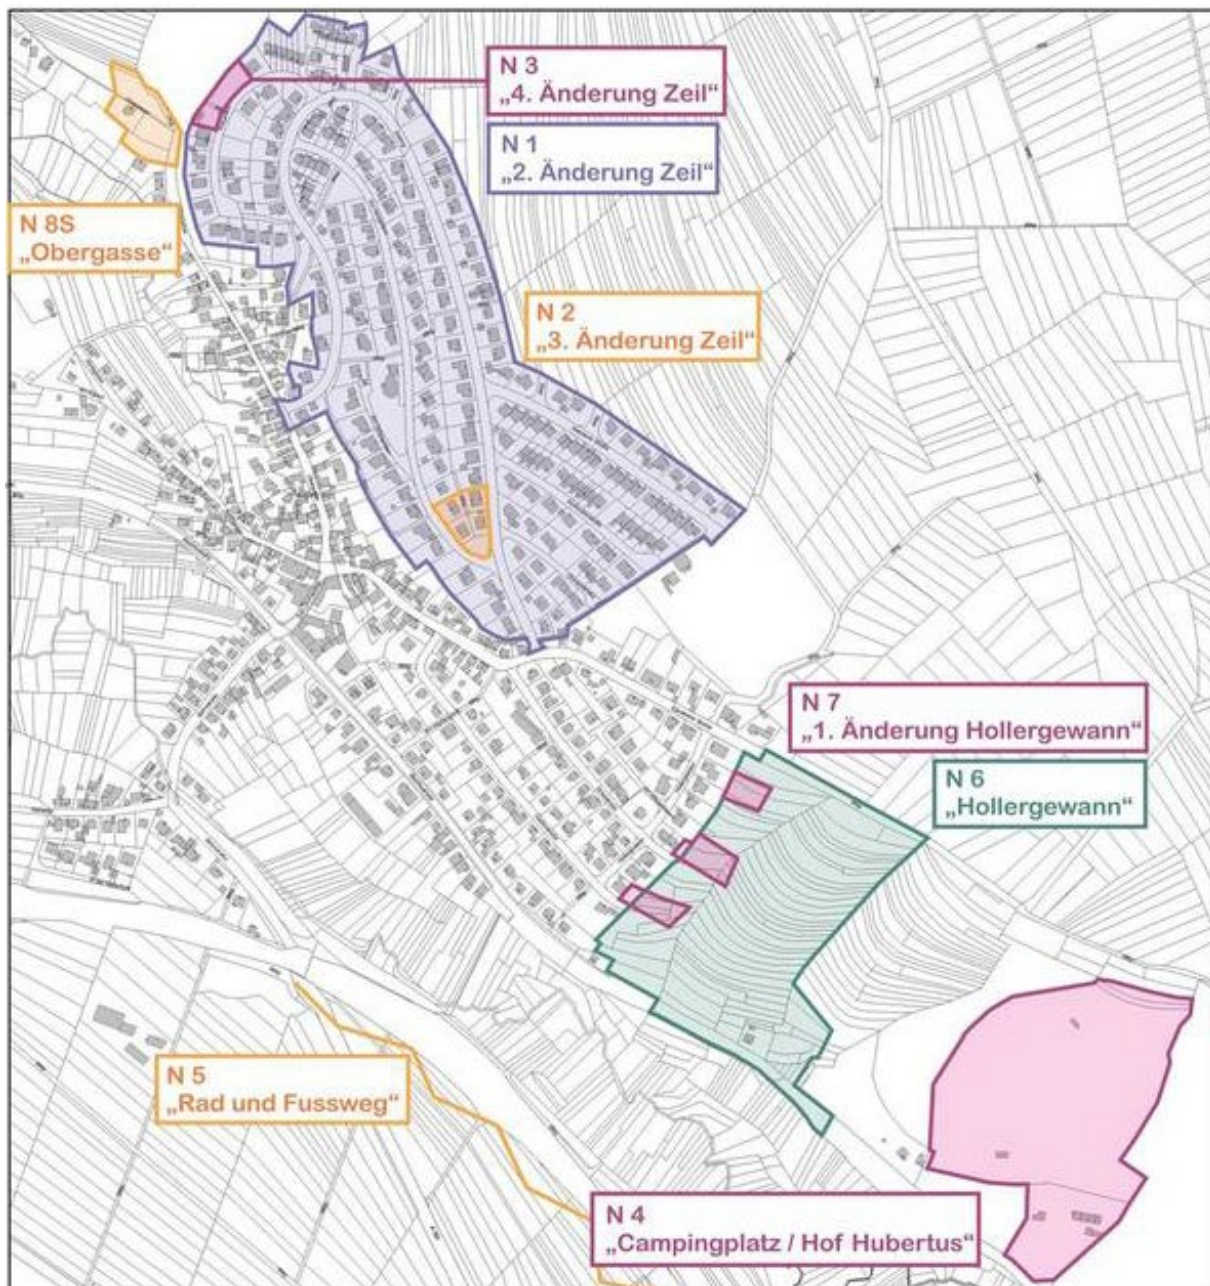 N 3
„4. Änderung Zeil“
N 1
„2. Änderung Zeil“
N 8S
„Obergasse“
N 2
„3. Änderung Zeil“
N 7
„1. Änderung Hollergewann“
N 6
„Hollergewann“
N 5
„Rad und Fussweg“
N 4
„Campingplatz / Hof Hubertus“